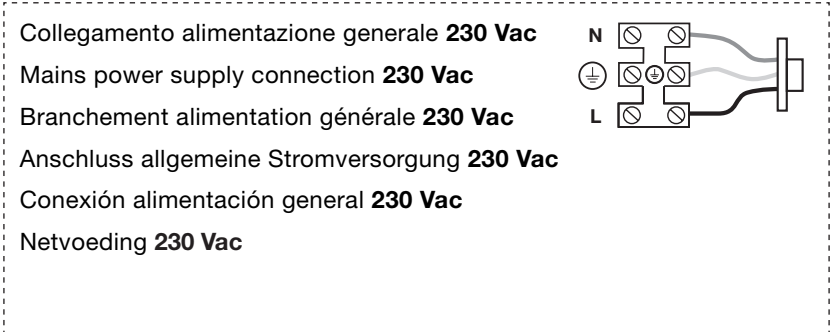 Collegamento alimentazione generale 230 Vac
Mains power supply connection 230 Vac
Branchement alimentation générale 230 Vac
Anschluss allgemeine Stromversorgung 230 Vac
Conexión alimentación general 230 Vac
Netvoeding 230 Vac
N
L